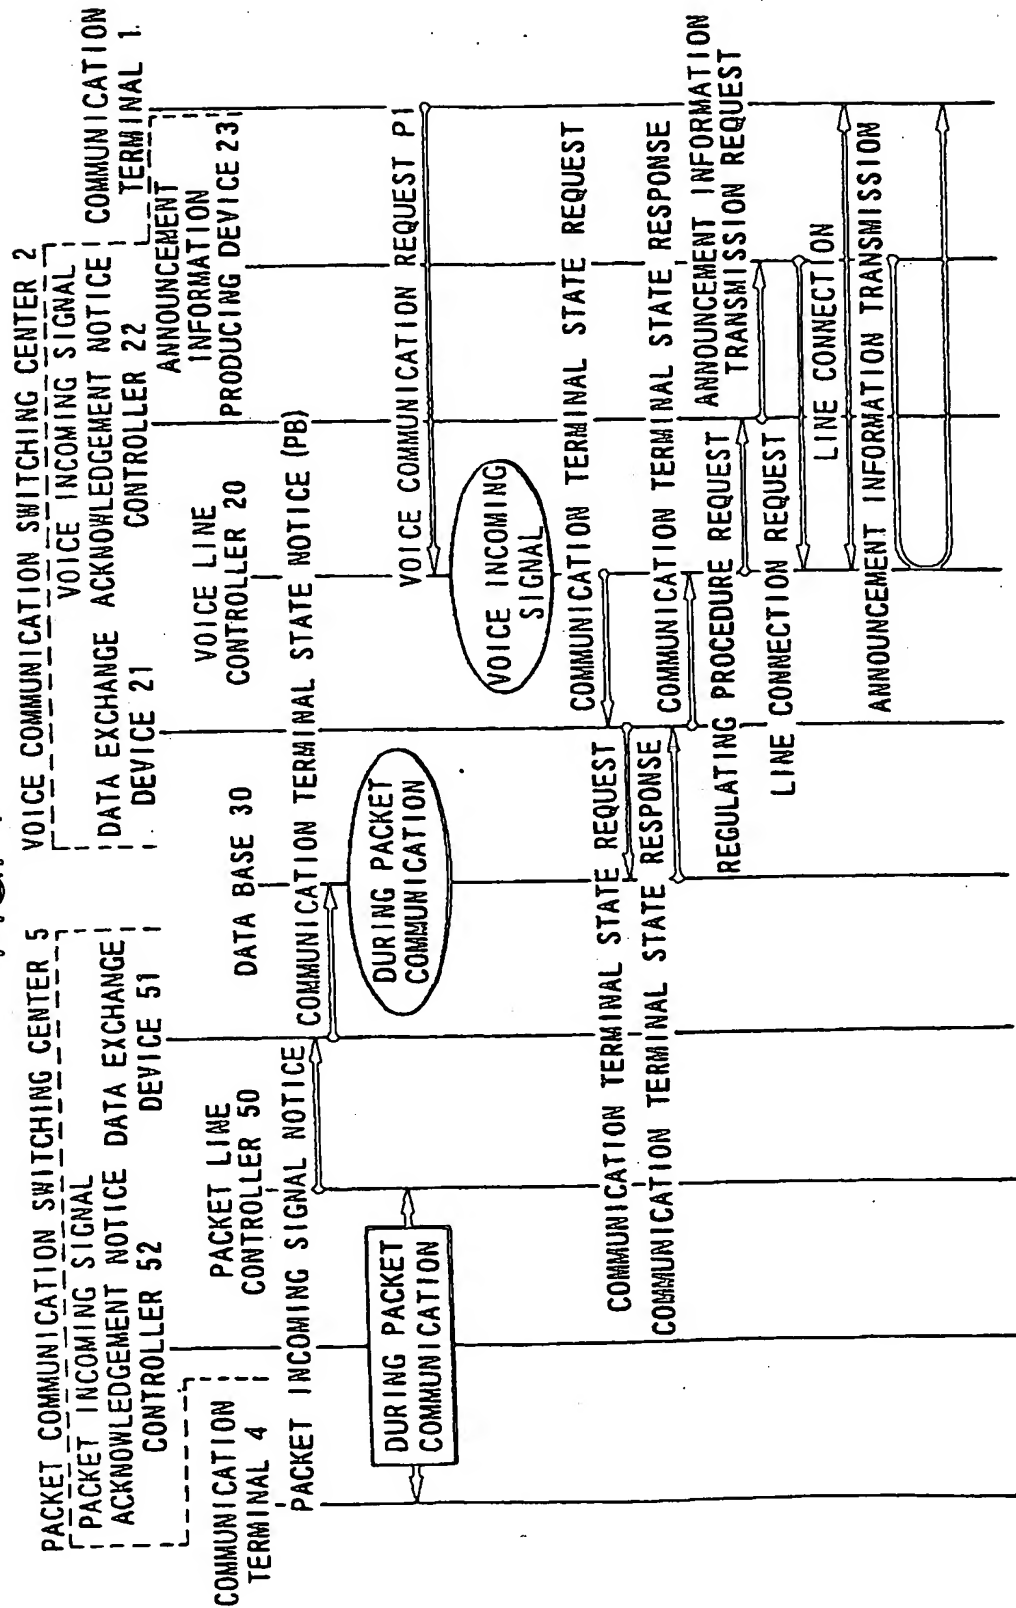 PACKET COMMUNICATION SWITCHING CENTER 5
PACKET INCOMING SIGNAL
ACKNOWLEDGEMENT NOTICE
CONTROLLER 52
DATA EXCHANGE
DEVICE 51
VOICE COMMUNICATION SWITCHING CENTER 2
DATA EXCHANGE
DEVICE 21
VOICE INCOMING SIGNAL
ACKNOWLEDGEMENT NOTICE
CONTROLLER 22
COMMUNICATION
TERMINAL 1
COMMUNICATION
TERMINAL 4
PACKET LINE
CONTROLLER 50
DATA BASE 30
VOICE LINE
CONTROLLER 20
ANNOUNCEMENT
INFORMATION
PRODUCING DEVICE 23
PACKET INCOMING SIGNAL NOTICE
COMMUNICATION TERMINAL STATE NOTICE (PB)
DURING PACKET
COMMUNICATION
DURING PACKET
COMMUNICATION
VOICE COMMUNICATION REQUEST P1
VOICE INCOMING
SIGNAL
COMMUNICATION TERMINAL STATE REQUEST
COMMUNICATION TERMINAL STATE REQUEST
COMMUNICATION TERMINAL STATE RESPONSE
COMMUNICATION TERMINAL STATE RESPONSE
REGULATING PROCEDURE REQUEST
ANNOUNCEMENT INFORMATION
TRANSMISSION REQUEST
LINE CONNECTION REQUEST
LINE CONNECTION
ANNOUNCEMENT INFORMATION TRANSMISSION